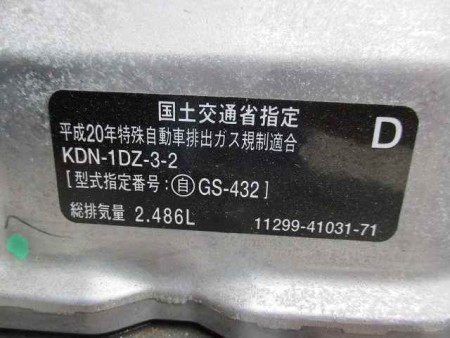 国土交通省指定
平成20年特殊自動車排出ガス規制適合 D
KDN-1DZ-3-2
[型式指定番号:㊀自 GS-432]
総排気量 2.486L 11299-41031-71